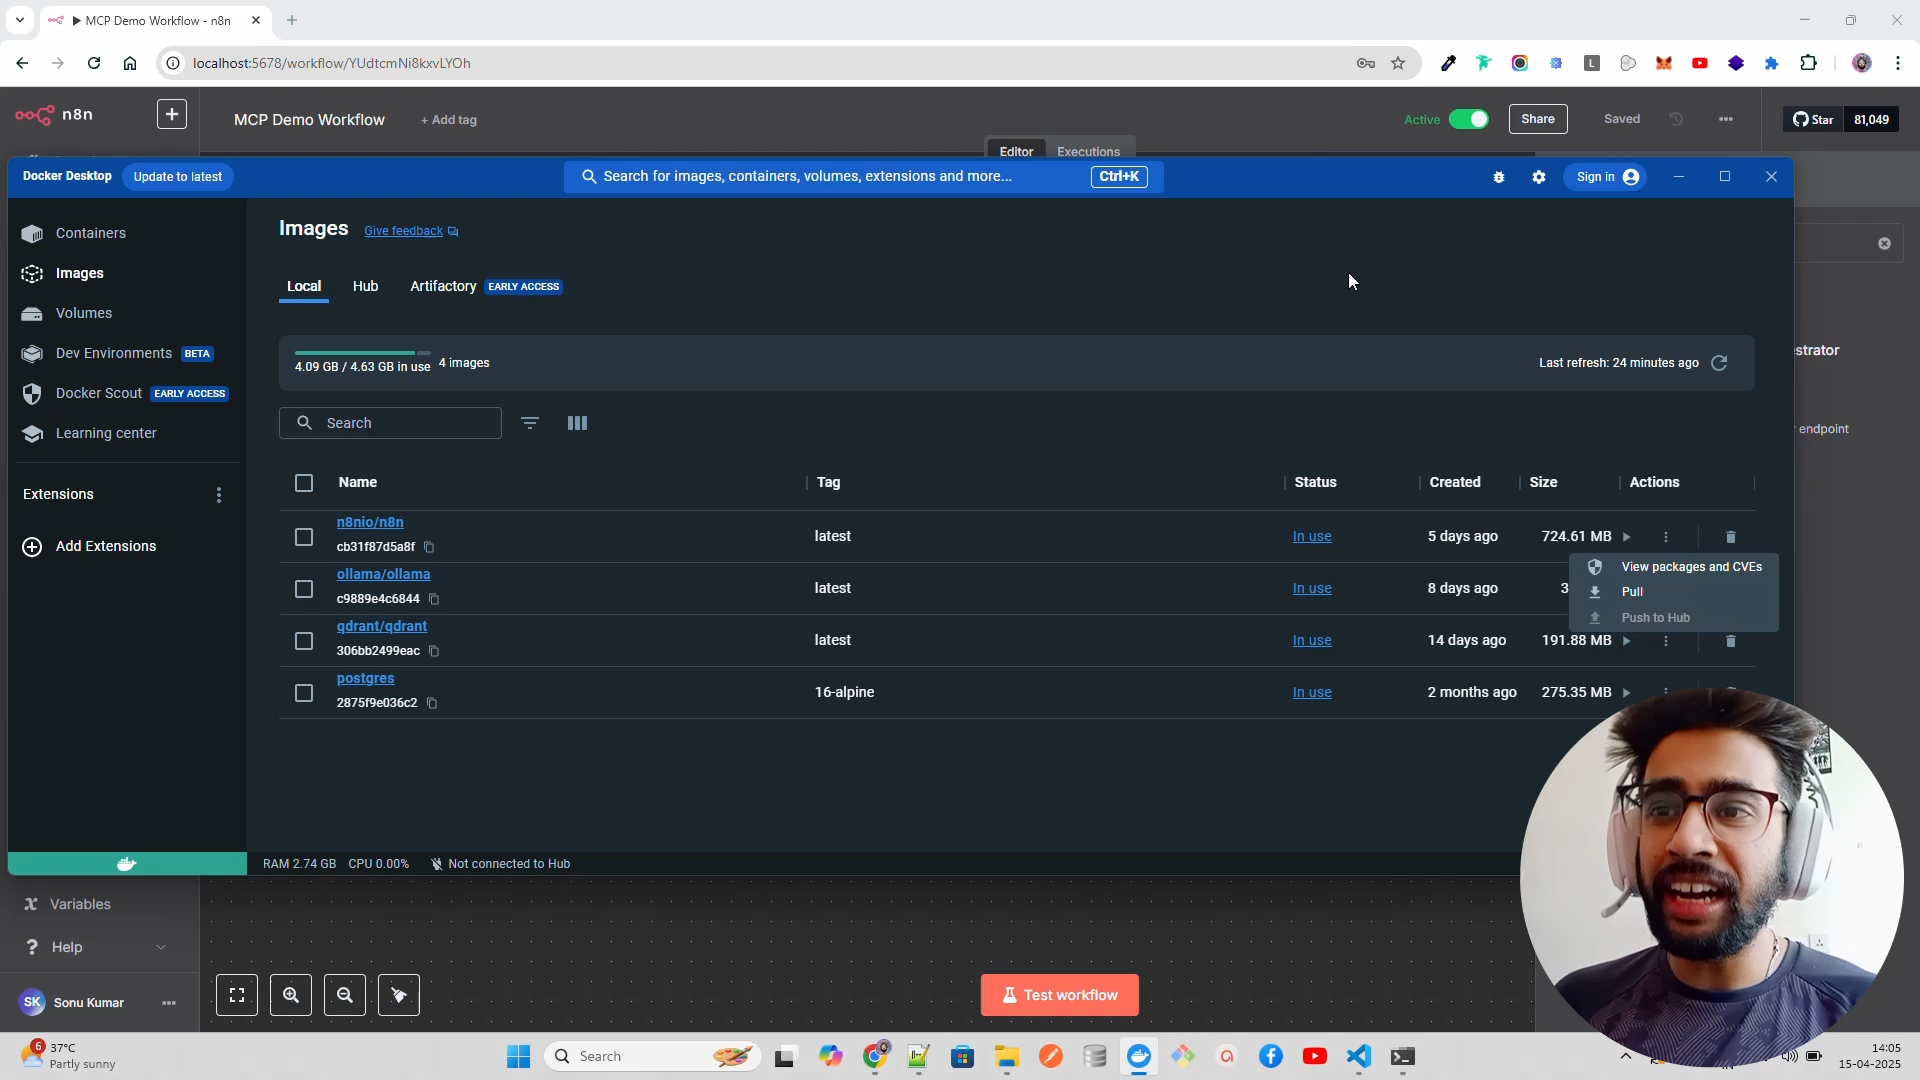 MCP Demo Workflow - n8n
localhost:5678/workflow/YUdtcmNi8kxvLYOh
n8n
MCP Demo Workflow
+ Add tag
Active
Share
Saved
Star
81,049
Editor
Executions
Docker Desktop
Update to latest
Search for images, containers, volumes, extensions and more...
Ctrl+K
Sign in
Containers
Images
Volumes
Dev Environments BETA
Docker Scout EARLY ACCESS
Learning center
Extensions
Add Extensions
Images
Give feedback
Local
Hub
Artifactory EARLY ACCESS
4.09 GB / 4.63 GB in use
4 images
Last refresh: 24 minutes ago
Search
Name
Tag
Status
Created
Size
Actions
n8nio/n8n
cb31f87d5a8f
latest
In use
5 days ago
724.61 MB
ollama/ollama
c9889e4c6844
latest
In use
8 days ago
3
View packages and CVEs
Pull
Push to Hub
qdrant/qdrant
306bb2499eac
latest
In use
14 days ago
191.88 MB
postgres
2875f9e036c2
16-alpine
In use
2 months ago
275.35 MB
strator
endpoint
RAM 2.74 GB
CPU 0.00%
Not connected to Hub
Variables
Help
SK
Sonu Kumar
Test workflow
6
37°C
Partly sunny
Search
14:05
15-04-2025